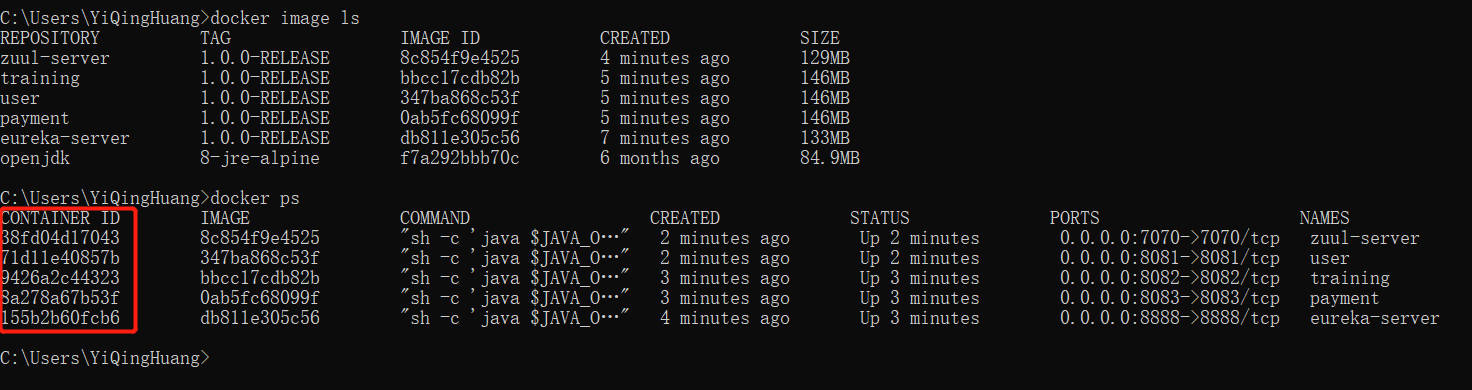 C:\Users\YiQingHuang>docker image ls
REPOSITORY TAG IMAGE ID CREATED SIZE
zuul-server 1.0.0-RELEASE 8c854f9e4525 4 minutes ago 129MB
training 1.0.0-RELEASE bbcc17cdb82b 5 minutes ago 146MB
user 1.0.0-RELEASE 347ba868c53f 5 minutes ago 146MB
payment 1.0.0-RELEASE 0ab5fc68099f 5 minutes ago 146MB
eureka-server 1.0.0-RELEASE db811e305c56 7 minutes ago 133MB
openjdk 8-jre-alpine f7a292bbb70c 6 months ago 84.9MB
C:\Users\YiQingHuang>docker ps
CONTAINER ID IMAGE COMMAND CREATED STATUS PORTS NAMES
38fd04d17043 8c854f9e4525 "sh -c 'java $JAVA_O…" 2 minutes ago Up 2 minutes 0.0.0.0:7070->7070/tcp zuul-server
71d11e40857b 347ba868c53f "sh -c 'java $JAVA_O…" 2 minutes ago Up 2 minutes 0.0.0.0:8081->8081/tcp user
9426a2c44323 bbcc17cdb82b "sh -c 'java $JAVA_O…" 3 minutes ago Up 3 minutes 0.0.0.0:8082->8082/tcp training
8a278a67b53f 0ab5fc68099f "sh -c 'java $JAVA_O…" 3 minutes ago Up 3 minutes 0.0.0.0:8083->8083/tcp payment
155b2b60fcb6 db811e305c56 "sh -c 'java $JAVA_O…" 4 minutes ago Up 3 minutes 0.0.0.0:8888->8888/tcp eureka-server
C:\Users\YiQingHuang>